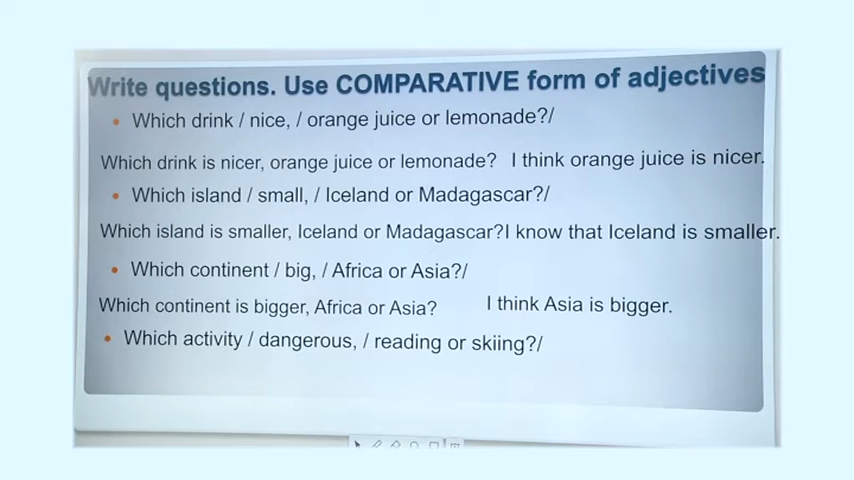 Write questions. Use COMPARATIVE form of adjectives
• Which drink / nice, / orange juice or lemonade?/
Which drink is nicer, orange juice or lemonade? I think orange juice is nicer.
• Which island / small, / Iceland or Madagascar?/
Which island is smaller, Iceland or Madagascar?I know that Iceland is smaller.
• Which continent / big, / Africa or Asia?/
Which continent is bigger, Africa or Asia? I think Asia is bigger.
• Which activity / dangerous, / reading or skiing?/